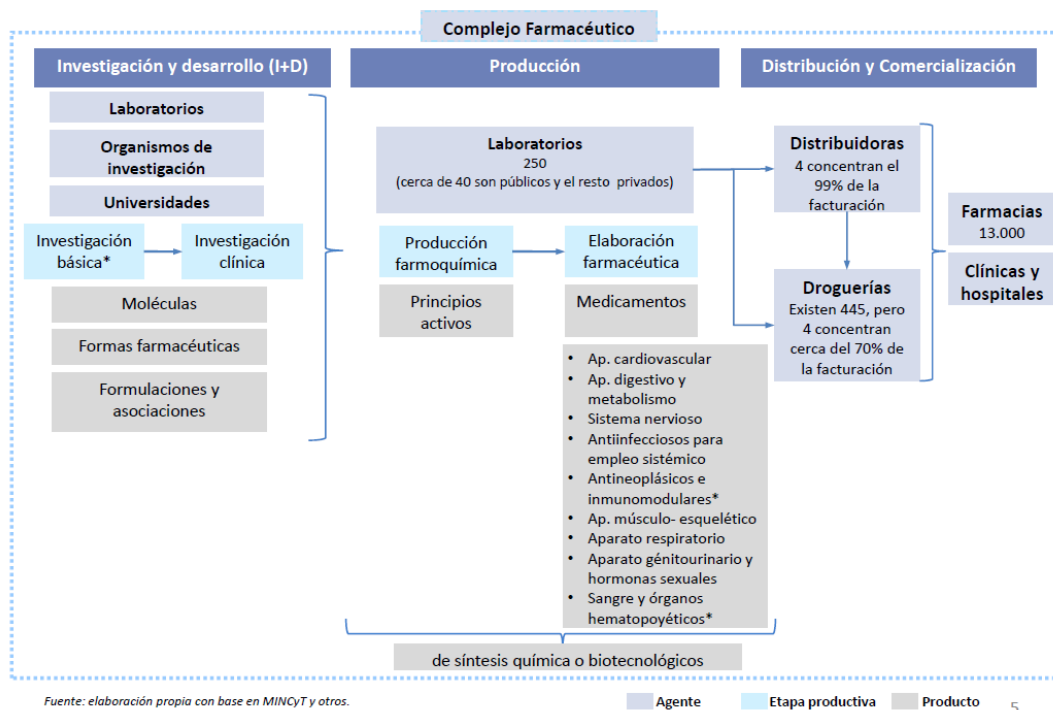 Complejo Farmacéutico
Investigación y desarrollo (I+D)
Laboratorios
Organismos de
investigación
Universidades
Investigación
básica*
Investigación
clínica
Moléculas
Formas farmacéuticas
Formulaciones y
asociaciones
Producción
Laboratorios
250
(cerca de 40 son públicos y el resto privados)
Producción
farmoquímica
Elaboración
farmacéutica
Principios
activos
Medicamentos
• Ap. cardiovascular
• Ap. digestivo y
metabolismo
• Sistema nervioso
• Antiinfecciosos para
empleo sistémico
• Antineoplásicos e
inmunomodulares*
• Ap. músculo- esquelético
• Aparato respiratorio
• Aparato génitourinario y
hormonas sexuales
• Sangre y órganos
hematopoyéticos*
de síntesis química o biotecnológicos
Distribución y Comercialización
Distribuidoras
4 concentran el
99% de la
facturación
Droguerías
Existen 445, pero
4 concentran
cerca del 70% de
la facturación
Farmacias
13.000
Clínicas y
hospitales
Fuente: elaboración propia con base en MINCyT y otros.
Agente
Etapa productiva
Producto
5